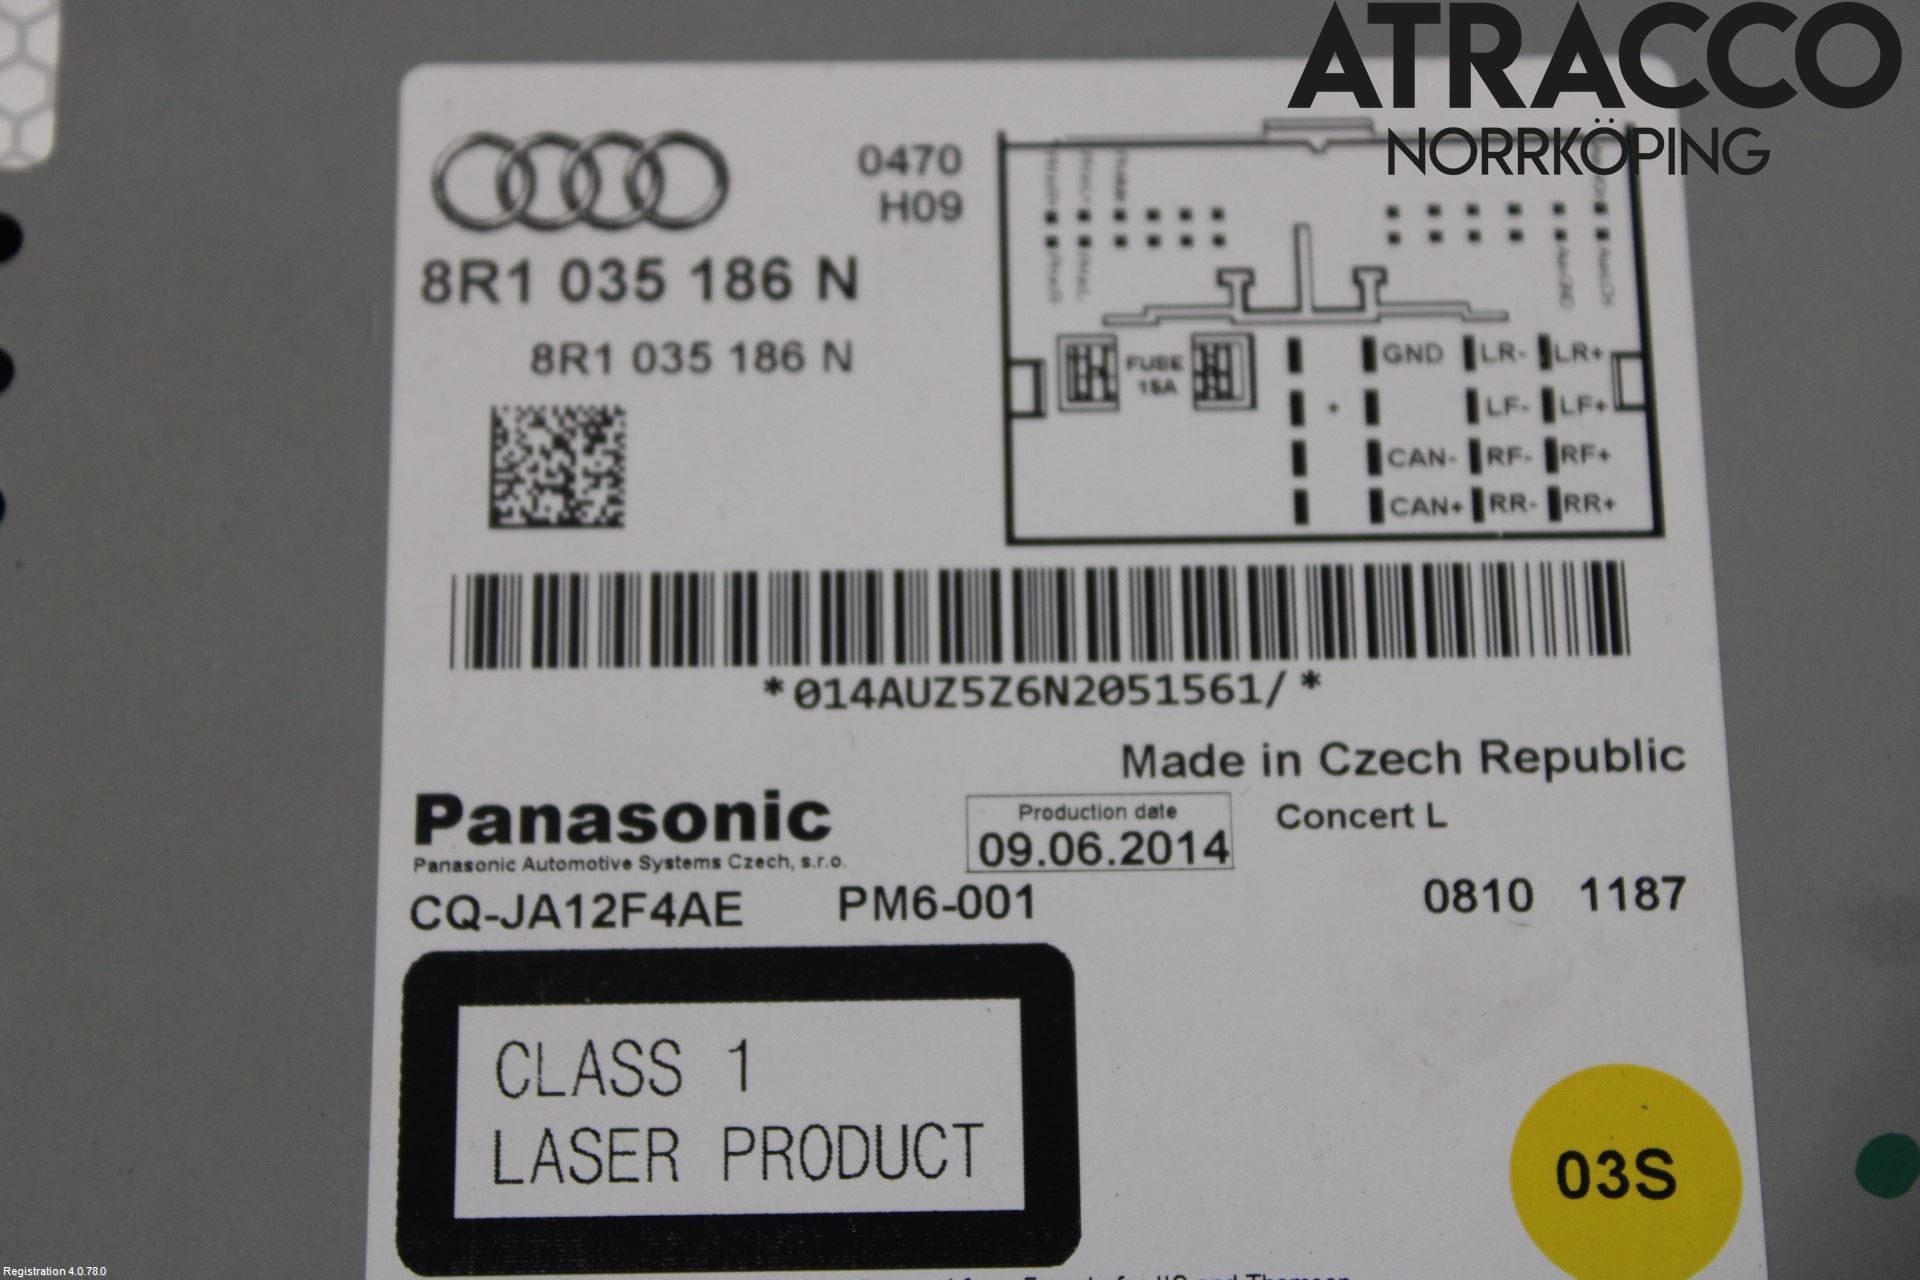 ATRACCO
NORRKÖPING
0470
H09
8R1 035 186 N
8R1 035 186 N
FUSE
15A
+
GND LR- LR+
LF- LF+
CAN- RF- RF+
CAN+ RR- RR+
*014AUZ5Z6N2051561/*
Made in Czech Republic
Panasonic
Production date
09.06.2014
Concert L
Panasonic Automotive Systems Czech, s.r.o.
CQ-JA12F4AE PM6-001 0810 1187
CLASS 1
LASER PRODUCT
03S
Registration 4.0.78.0